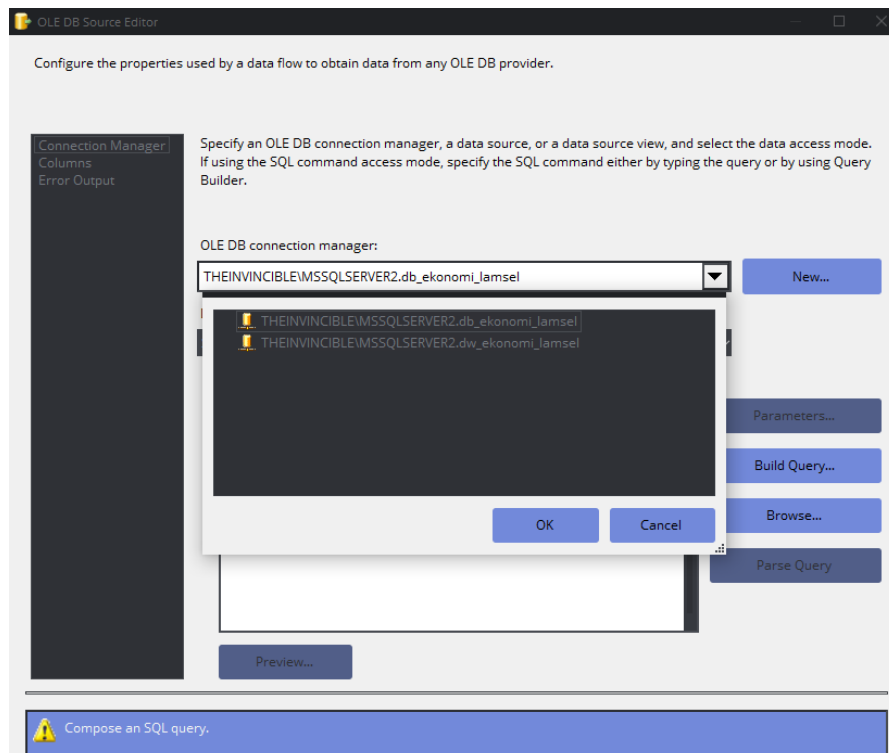 OLE DB Source Editor
Configure the properties used by a data flow to obtain data from any OLE DB provider.
Connection Manager
Columns
Error Output
Specify an OLE DB connection manager, a data source, or a data source view, and select the data access mode.
If using the SQL command access mode, specify the SQL command either by typing the query or by using Query
Builder.
OLE DB connection manager:
THEINVINCIBLE\MSSQLSERVER2.db_ekonomi_lamsel
New...
THEINVINCIBLE\MSSQLSERVER2.db_ekonomi_lamsel
THEINVINCIBLE\MSSQLSERVER2.dw_ekonomi_lamsel
OK
Cancel
Parameters...
Build Query...
Browse...
Parse Query
Preview...
Compose an SQL query.